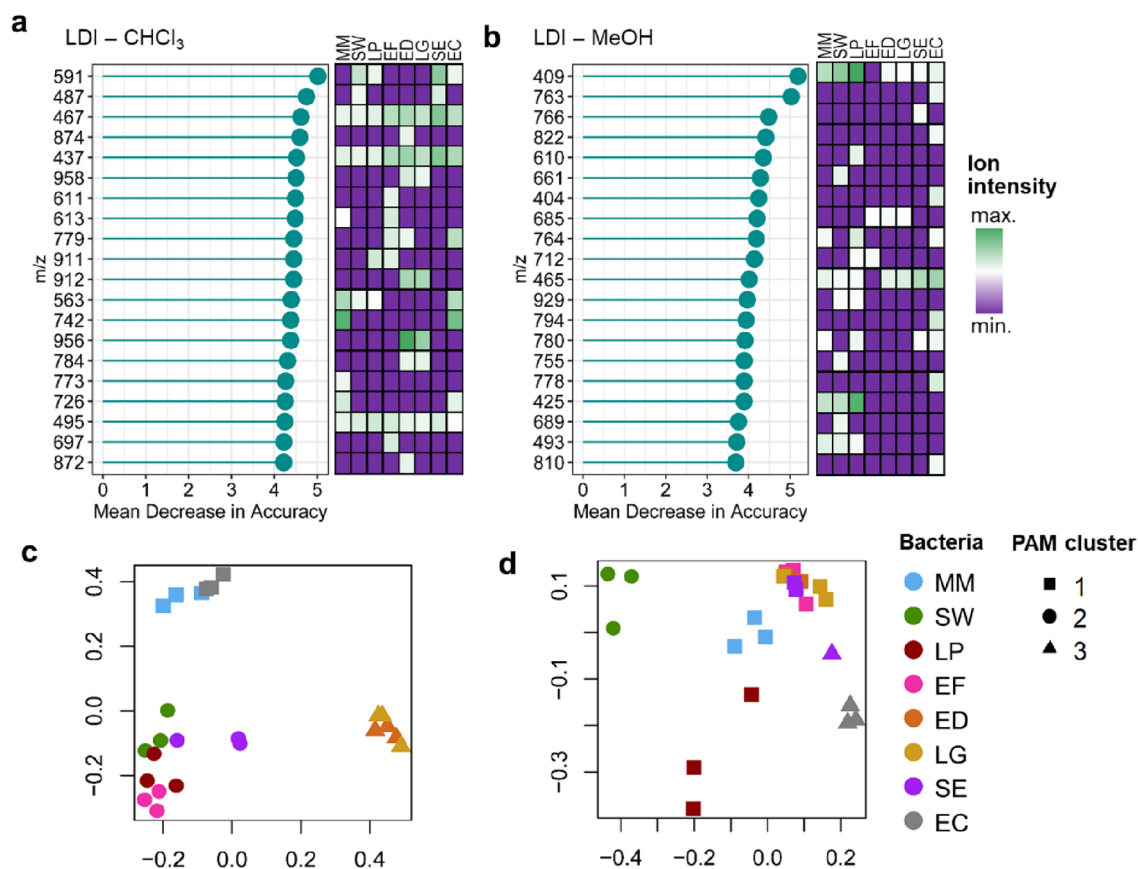 a
LDI – CHCl3
MM SW LP EF ED LG SE EC
591
487
467
874
437
958
611
613
779
911
912
563
742
956
784
773
726
495
697
872
m/z
0 1 2 3 4 5
Mean Decrease in Accuracy
b
LDI – MeOH
MM SW LP EF ED LG SE EC
409
763
766
822
610
661
404
685
764
712
465
929
794
780
755
778
425
689
493
810
m/z
0 1 2 3 4 5
Mean Decrease in Accuracy
Ion
intensity
max.
min.
c
0.4
0.2
0.0
−0.2
−0.2 0.0 0.2 0.4
d
0.1
−0.1
−0.3
−0.4 −0.2 0.0 0.2
Bacteria
MM
SW
LP
EF
ED
LG
SE
EC
PAM cluster
1
2
3